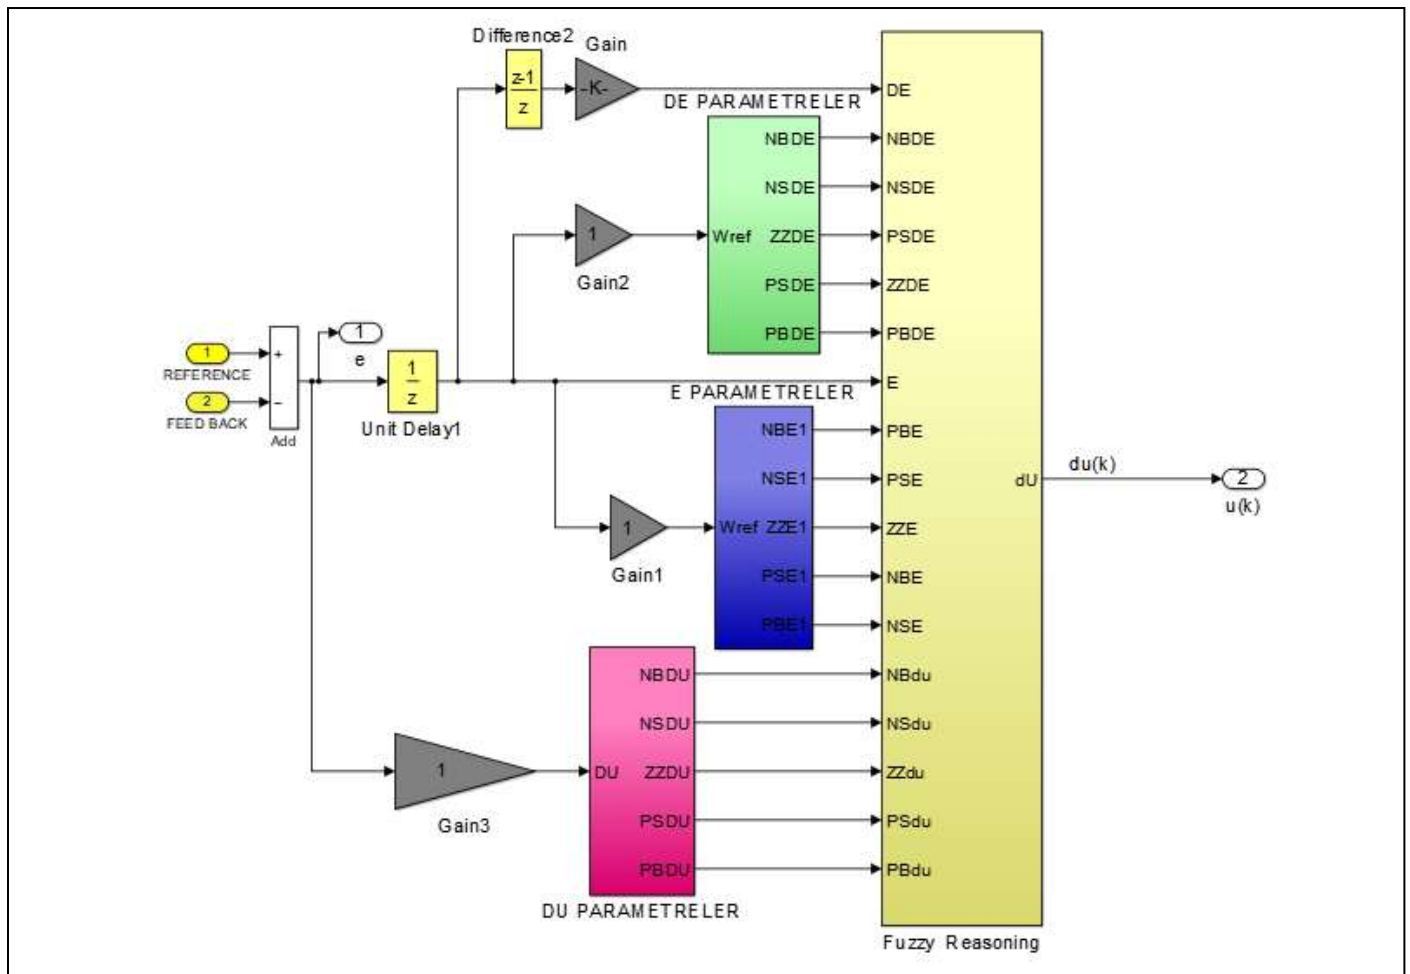 Difference2
Gain
z-1
z
-K-
DE PARAMETRELER
DE
NBDE
NBDE
NSDE
NSDE
1
Gain2
Wref
ZZDE
PSDE
PSDE
ZZDE
PBDE
PBDE
1
REFERENCE
2
FEED BACK
+
−
Add
1
e
1
z
Unit Delay1
E
E PARAMETRELER
NBE1
PBE
NSE1
PSE
1
Gain1
Wref
ZZE1
ZZE
PSE1
NBE
PBE1
NSE
dU
du(k)
2
u(k)
NBDU
NBdu
NSDU
NSdu
1
Gain3
DU
ZZDU
ZZdu
PSDU
PSdu
PBDU
PBdu
DU PARAMETRELER
Fuzzy Reasoning